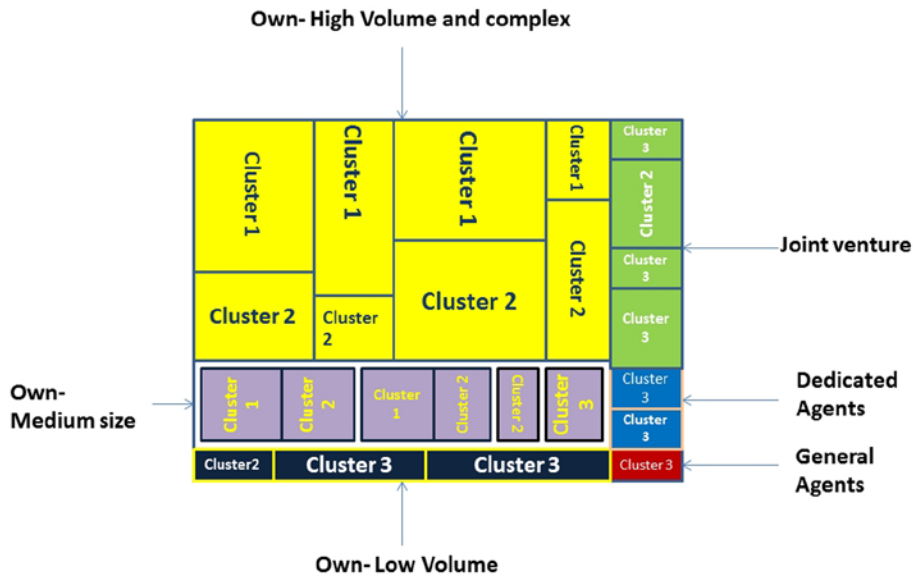 Own- High Volume and complex
Cluster 1
Cluster 1
Cluster 1
Cluster 1
Cluster
3
Cluster 2
Cluster 2
Cluster
2
Cluster 2
Cluster 2
Cluster
3
Cluster
3
Joint venture
Own-
Medium size
Cluster
1
Cluster
2
Cluster
1
Cluster 2
Cluster 2
Cluster
3
Cluster
3
Cluster
3
Dedicated
Agents
Cluster2
Cluster 3
Cluster 3
Cluster 3
General
Agents
Own- Low Volume